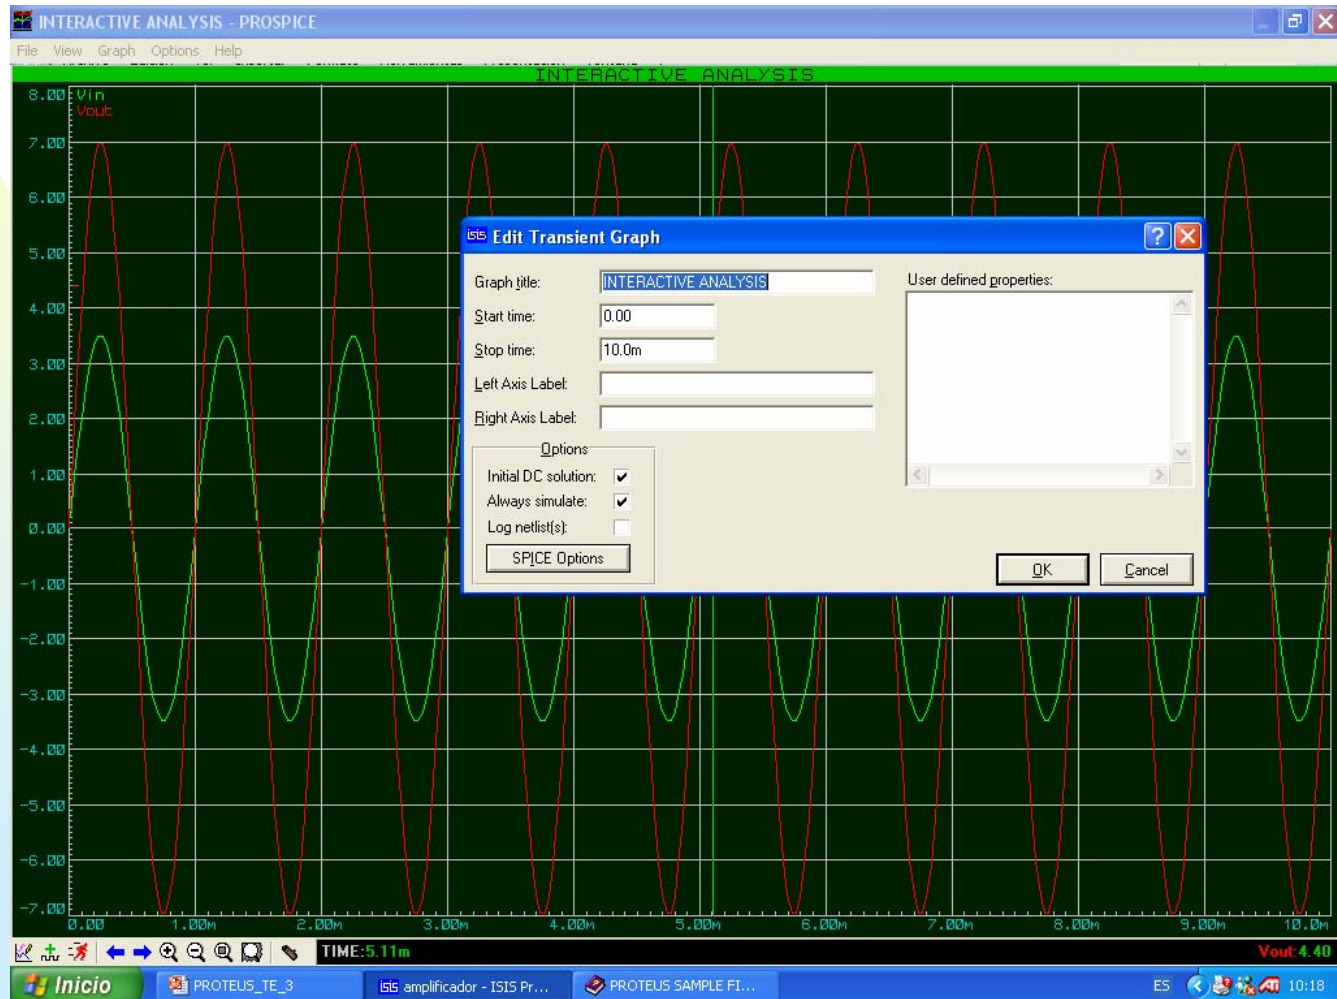 INTERACTIVE ANALYSIS - PROSPICE
File View Graph Options Help
INTERACTIVE ANALYSIS
8.00
Vin
Vout
7.00
6.00
5.00
4.00
3.00
2.00
1.00
0.00
-1.00
-2.00
-3.00
-4.00
-5.00
-6.00
-7.00
0.00 1.00m 2.00m 3.00m 4.00m 5.00m 6.00m 7.00m 8.00m 9.00m 10.0m
isis Edit Transient Graph
Graph title: INTERACTIVE ANALYSIS
Start time: 0.00
Stop time: 10.0m
Left Axis Label:
Right Axis Label:
User defined properties:
Options
Initial DC solution:
Always simulate:
Log netlist(s):
SPICE Options
OK Cancel
TIME:5.11m Vout:4.40
Inicio PROTEUS_TE_3 isis amplificador - ISIS Pr... PROTEUS SAMPLE FI... ES 10:18